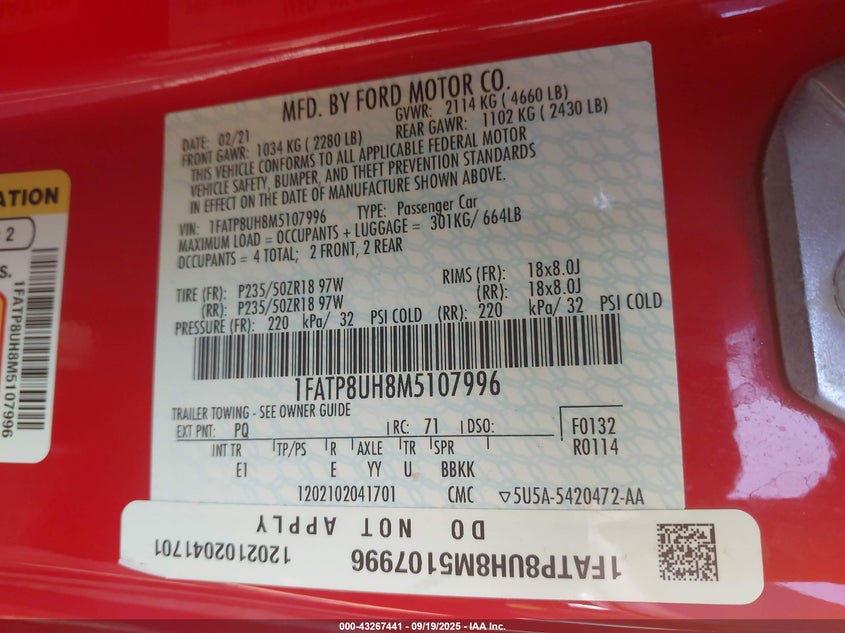 MFD. BY FORD MOTOR CO.
DATE: 02/21 GVWR: 2114 KG ( 4660 LB)
FRONT GAWR: 1034 KG ( 2280 LB) REAR GAWR: 1102 KG ( 2430 LB)
THIS VEHICLE CONFORMS TO ALL APPLICABLE FEDERAL MOTOR
VEHICLE SAFETY, BUMPER, AND THEFT PREVENTION STANDARDS
IN EFFECT ON THE DATE OF MANUFACTURE SHOWN ABOVE.
VIN: 1FATP8UH8M5107996 TYPE: Passenger Car
MAXIMUM LOAD = OCCUPANTS + LUGGAGE = 301KG/ 664LB
OCCUPANTS = 4 TOTAL; 2 FRONT, 2 REAR
TIRE (FR): P235/50ZR18 97W RIMS (FR): 18x8.0J
(RR): P235/50ZR18 97W (RR): 18x8.0J
PRESSURE (FR): 220 kPa/ 32 PSI COLD (RR): 220 kPa/ 32 PSI COLD
1FATP8UH8M5107996
TRAILER TOWING - SEE OWNER GUIDE
EXT PNT: PQ RC: 71 DSO: F0132
INT TR TP/PS R AXLE TR SPR R0114
E1 E YY U BBKK
1202102041701 CMC ▽5U5A-5420472-AA
DO NOT APPLY
1FATP8UH8M5107996 1202102041701
ATION
2
S.
1FATP8UH8M5107996
000-43267441 - 09/19/2025 - IAA Inc.